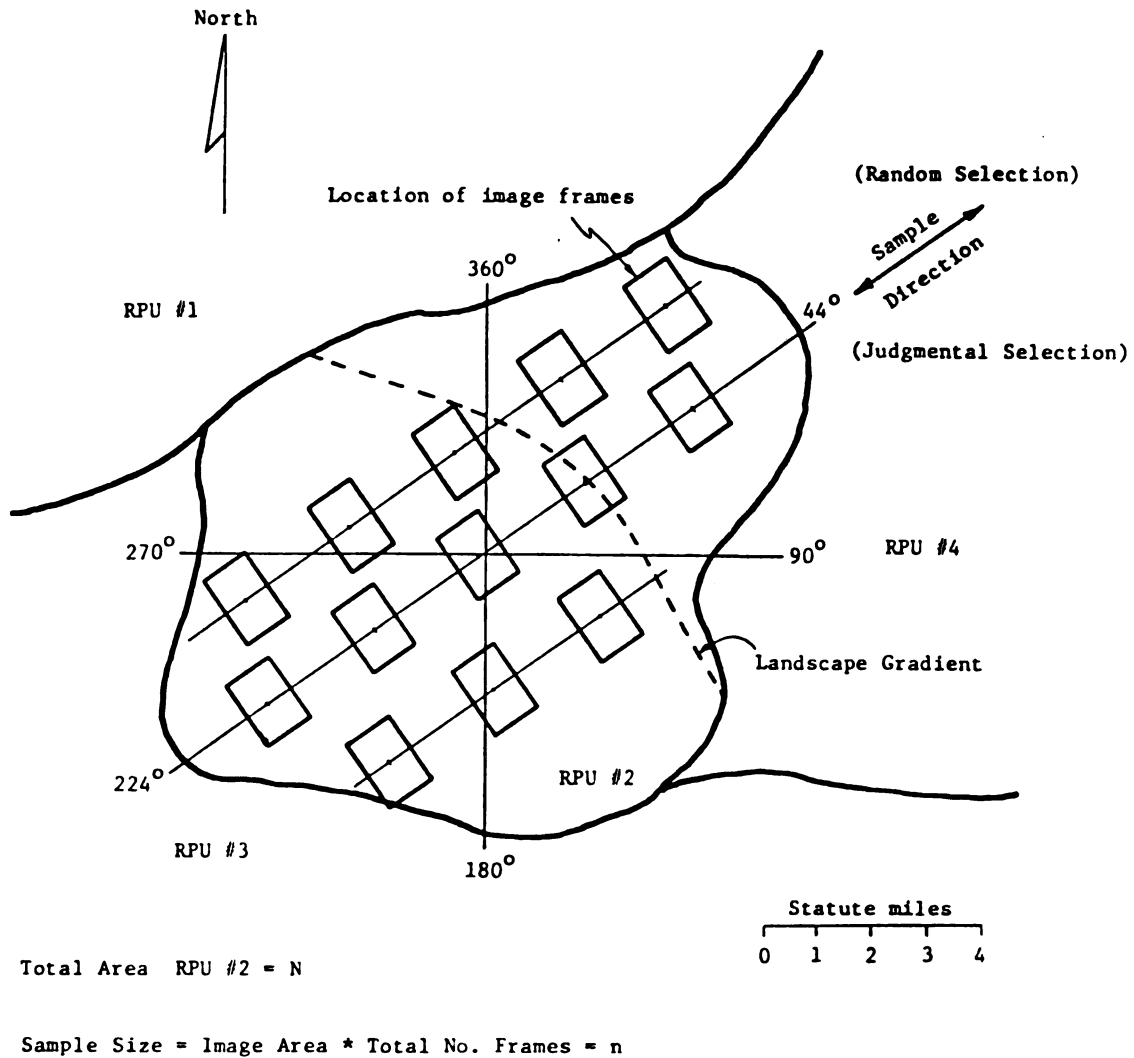 North
(Random Selection)
Location of image frames
Sample
Direction
360°
RPU #1
44°
(Judgmental Selection)
270°
90°
RPU #4
Landscape Gradient
224°
RPU #2
RPU #3
180°
Statute miles
0 1 2 3 4
Total Area RPU #2 = N
Sample Size = Image Area * Total No. Frames = n